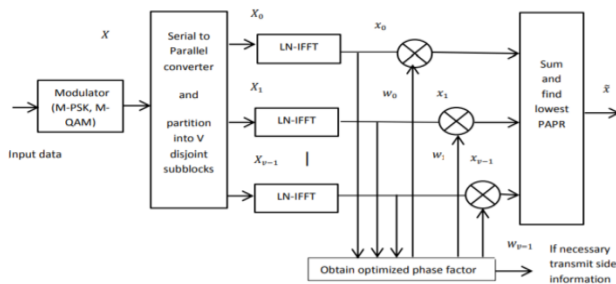 X
Input data
Modulator
(M-PSK, M-
QAM)
Serial to
Parallel
converter
and
partition
into V
disjoint
subblocks
X₀
LN-IFFT
X₁
LN-IFFT
Xᵥ₋₁
LN-IFFT
x₀
w₀
x₁
w:
xᵥ₋₁
wᵥ₋₁
Obtain optimized phase factor
Sum
and
find
lowest
PAPR
x̃
If necessary
transmit side
information